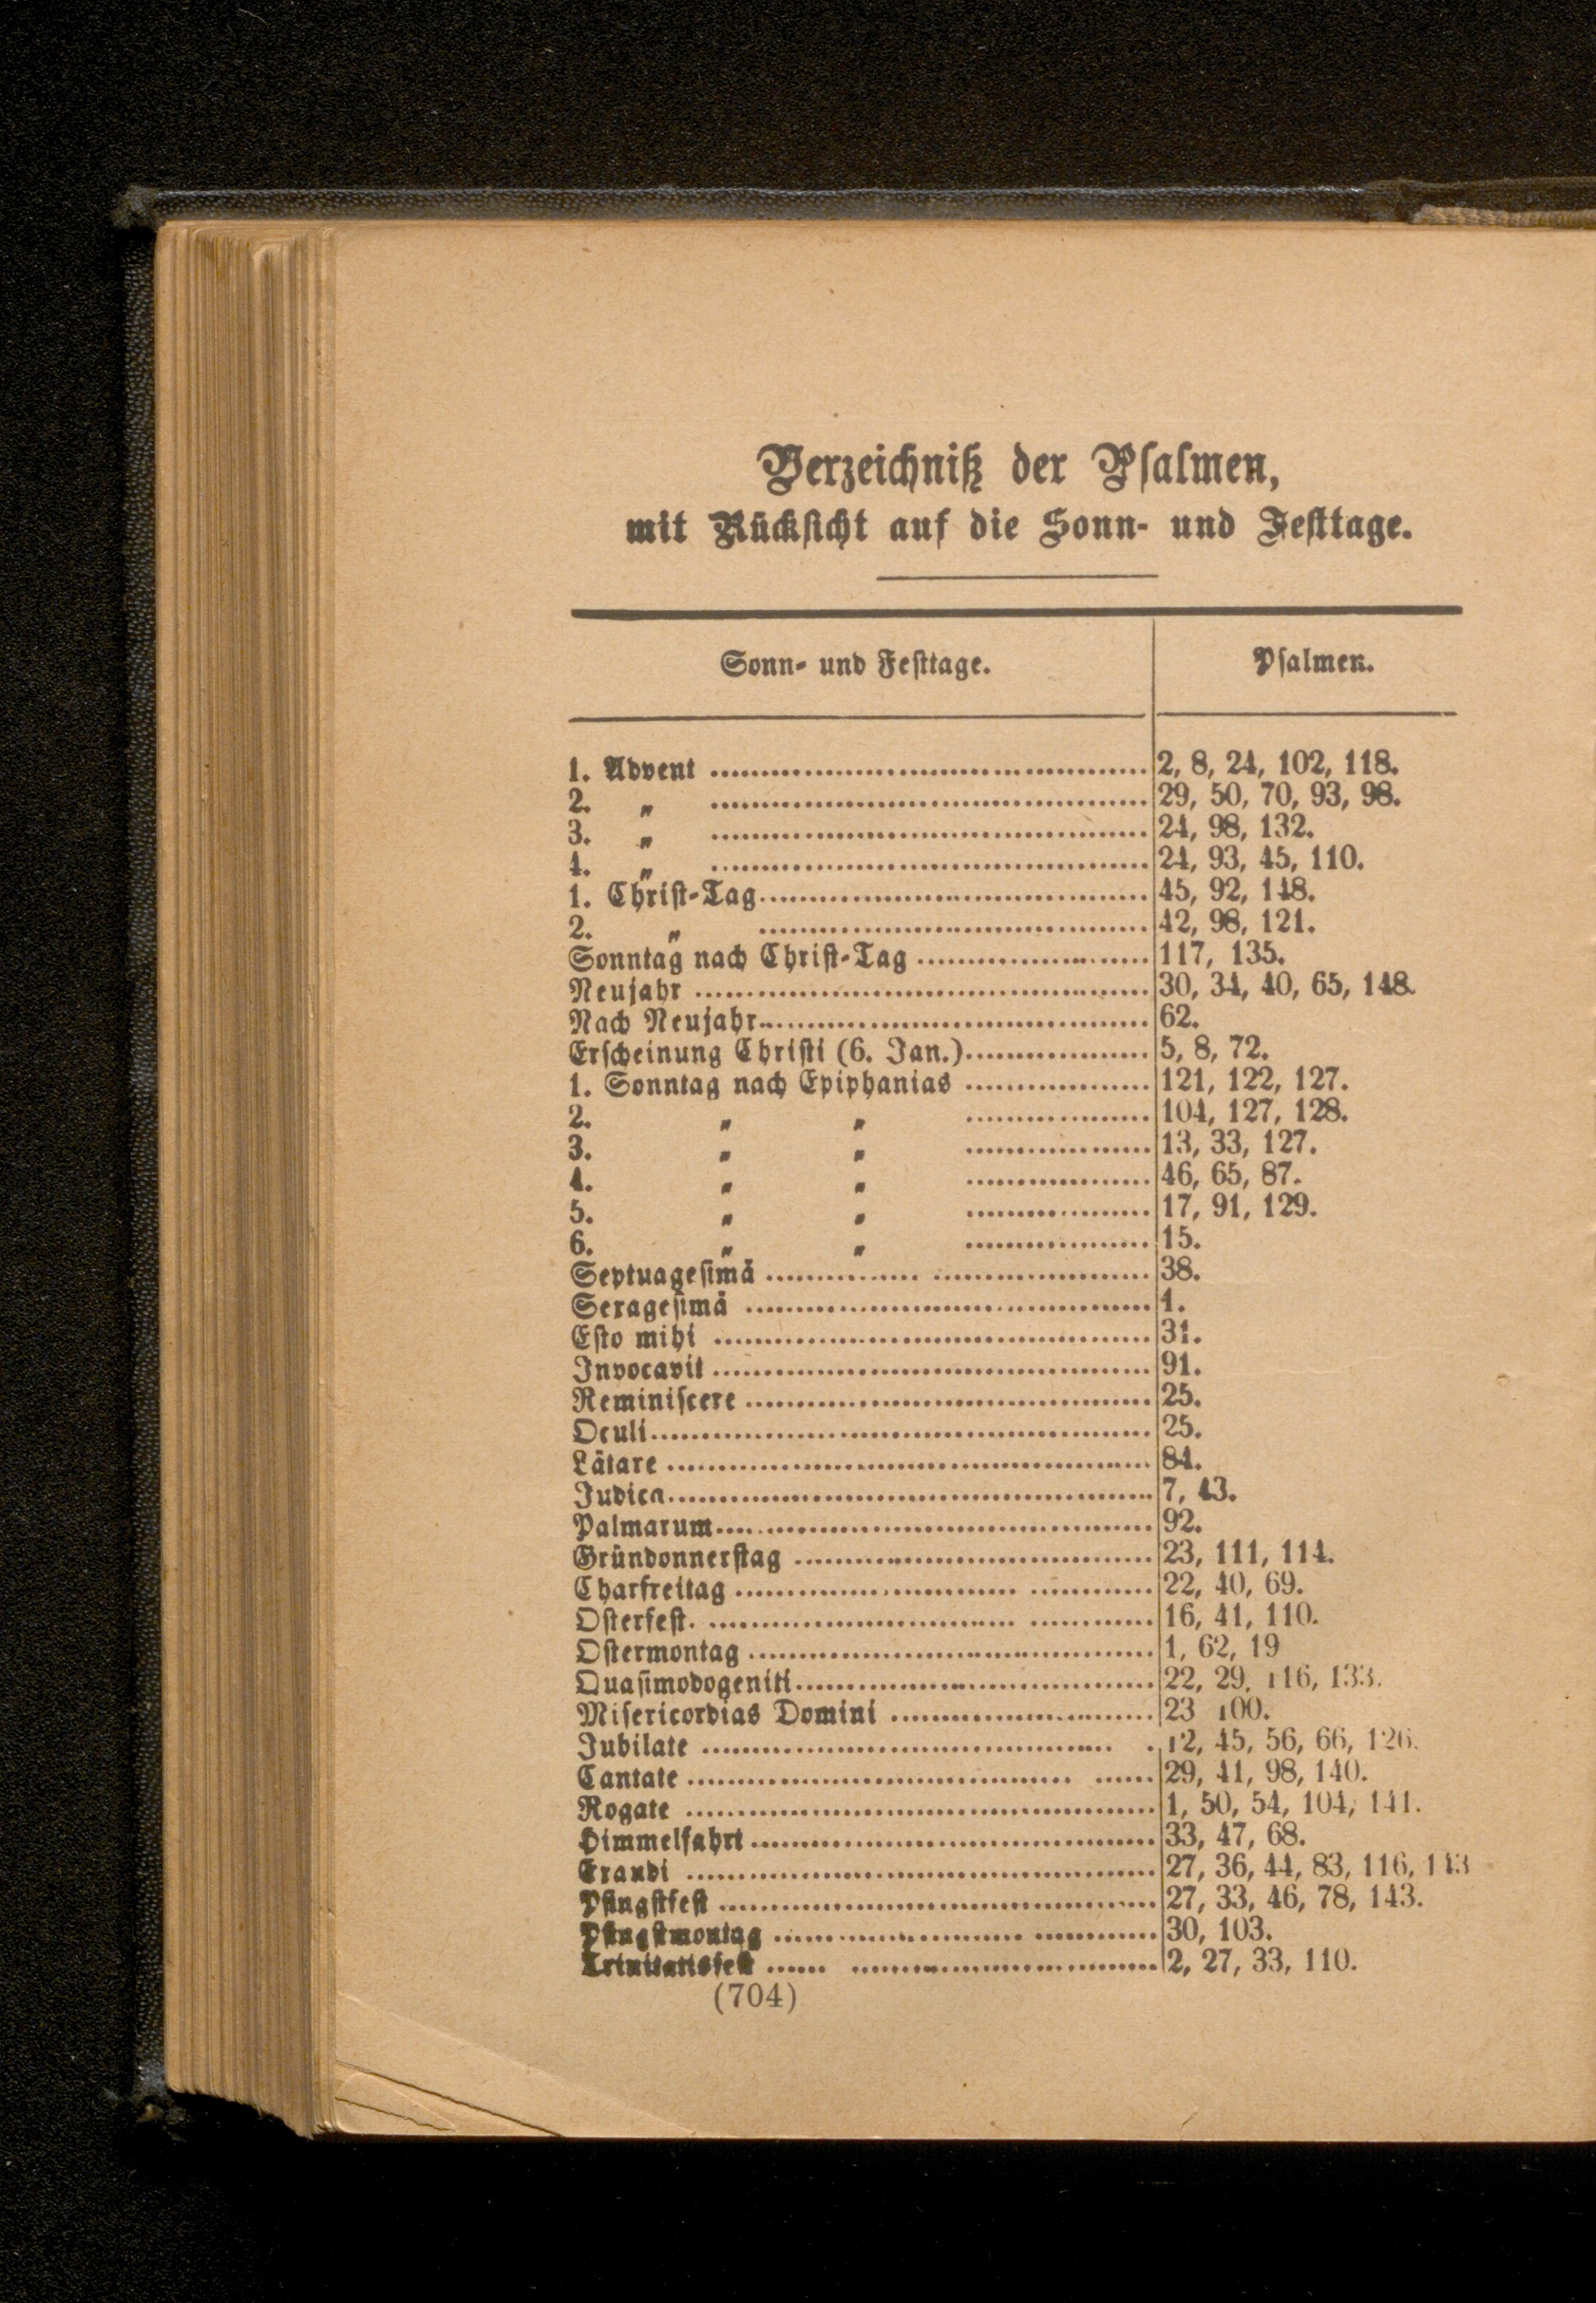 Verzeichniß der Psalmen,
mit Rücksicht auf die Sonn- und Festtage.
Sonn- und Festtage. Psalmen.
1. Advent ........ 2, 8, 24, 102, 118.
2. „ ........ 29, 50, 70, 93, 98.
3. „ ........ 24, 98, 132.
4. „ ........ 24, 93, 45, 110.
1. Christ-Tag ........ 45, 92, 148.
2. „ ........ 42, 98, 121.
Sonntag nach Christ-Tag ........ 117, 135.
Neujahr ........ 30, 34, 40, 65, 148.
Nach Neujahr ........ 62.
Erscheinung Christi (6. Jan.) ........ 5, 8, 72.
1. Sonntag nach Epiphanias ........ 121, 122, 127.
2. „ „ ........ 104, 127, 128.
3. „ „ ........ 13, 33, 127.
4. „ „ ........ 46, 65, 87.
5. „ „ ........ 17, 91, 129.
6. „ „ ........ 15.
Septuagesimä ........ 38.
Sexagesimä ........ 1.
Esto mihi ........ 31.
Invocavit ........ 91.
Reminiscere ........ 25.
Oculi ........ 25.
Lätare ........ 84.
Judica ........ 7, 43.
Palmarum ........ 92.
Gründonnerstag ........ 23, 111, 114.
Charfreitag ........ 22, 40, 69.
Osterfest. ........ 16, 41, 110.
Ostermontag ........ 1, 62, 19
Quasimodogeniti ........ 22, 29, 116, 133.
Misericordias Domini ........ 23 100.
Jubilate ........ 12, 45, 56, 66, 126.
Cantate ........ 29, 41, 98, 140.
Rogate ........ 1, 50, 54, 104, 141.
Himmelfahrt ........ 33, 47, 68.
Exaudi ........ 27, 36, 44, 83, 116, 143
Pfingstfest ........ 27, 33, 46, 78, 143.
Pfingstmontag ........ 30, 103.
Trinitatisfest ........ 2, 27, 33, 110.
(704)